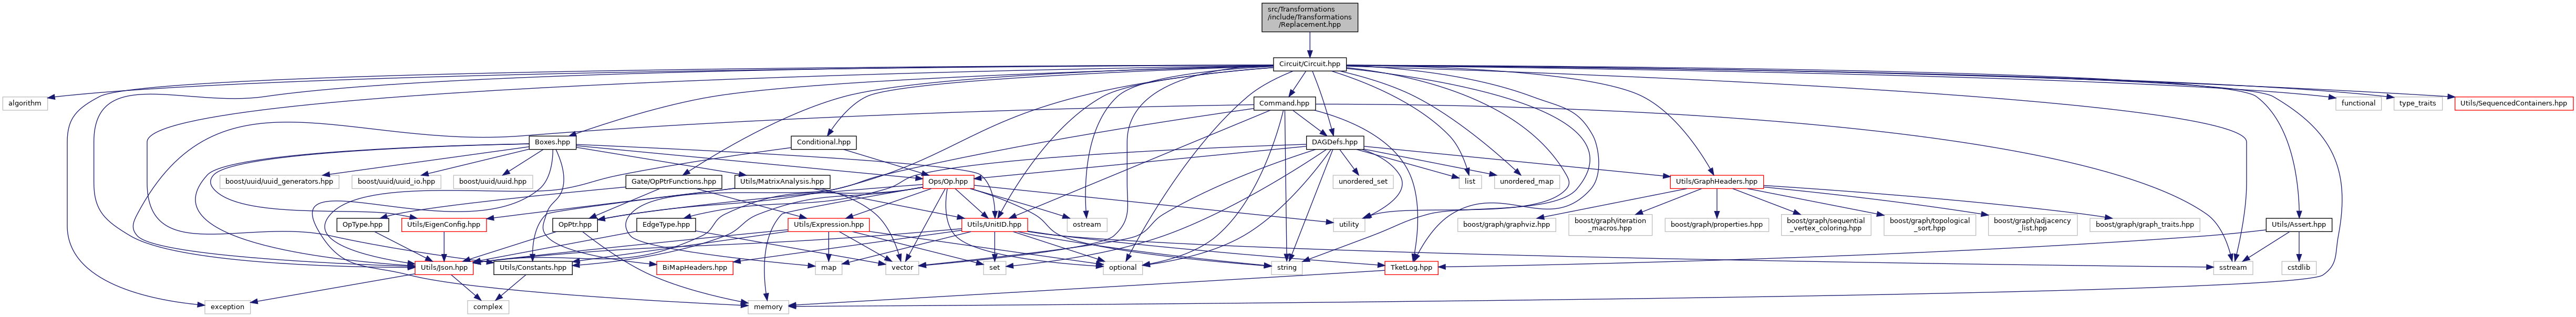 src/Transformations
/include/Transformations
/Replacement.hpp
Circuit/Circuit.hpp
algorithm
Command.hpp
functional
type_traits
Utils/SequencedContainers.hpp
Boxes.hpp
Conditional.hpp
DAGDefs.hpp
boost/uuid/uuid_generators.hpp
boost/uuid/uuid_io.hpp
boost/uuid/uuid.hpp
Gate/OpPtrFunctions.hpp
Utils/MatrixAnalysis.hpp
Ops/Op.hpp
unordered_set
list
unordered_map
Utils/GraphHeaders.hpp
OpType.hpp
Utils/EigenConfig.hpp
OpPtr.hpp
EdgeType.hpp
Utils/Expression.hpp
Utils/UnitID.hpp
ostream
utility
boost/graph/graphviz.hpp
boost/graph/iteration
_macros.hpp
boost/graph/properties.hpp
boost/graph/sequential
_vertex_coloring.hpp
boost/graph/topological
_sort.hpp
boost/graph/adjacency
_list.hpp
boost/graph/graph_traits.hpp
Utils/Assert.hpp
Utils/Json.hpp
Utils/Constants.hpp
BiMapHeaders.hpp
map
vector
set
optional
string
TketLog.hpp
sstream
cstdlib
exception
complex
memory